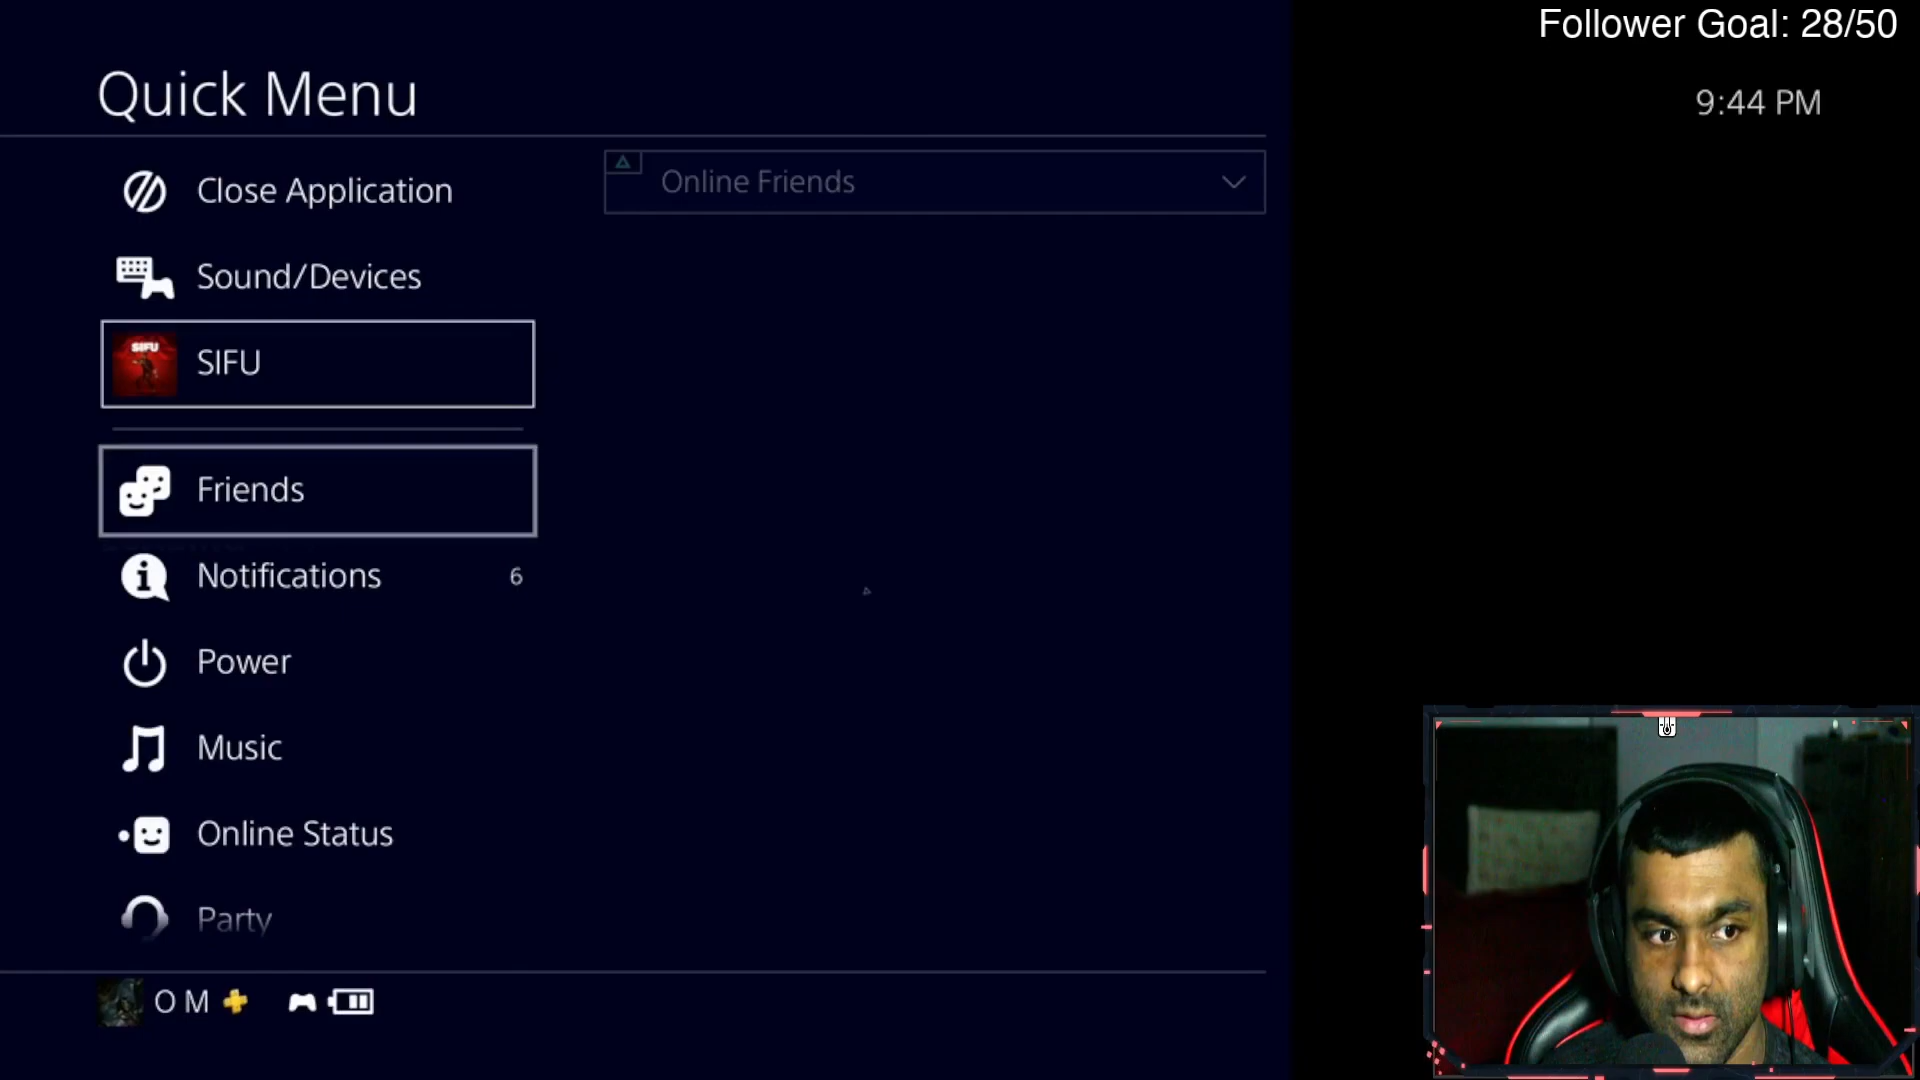 Follower Goal: 28/50
Quick Menu
9:44 PM
Close Application
Online Friends
Sound/Devices
SIFU
SIFU
Friends
Notifications 6
Power
Music
Online Status
Party
O M